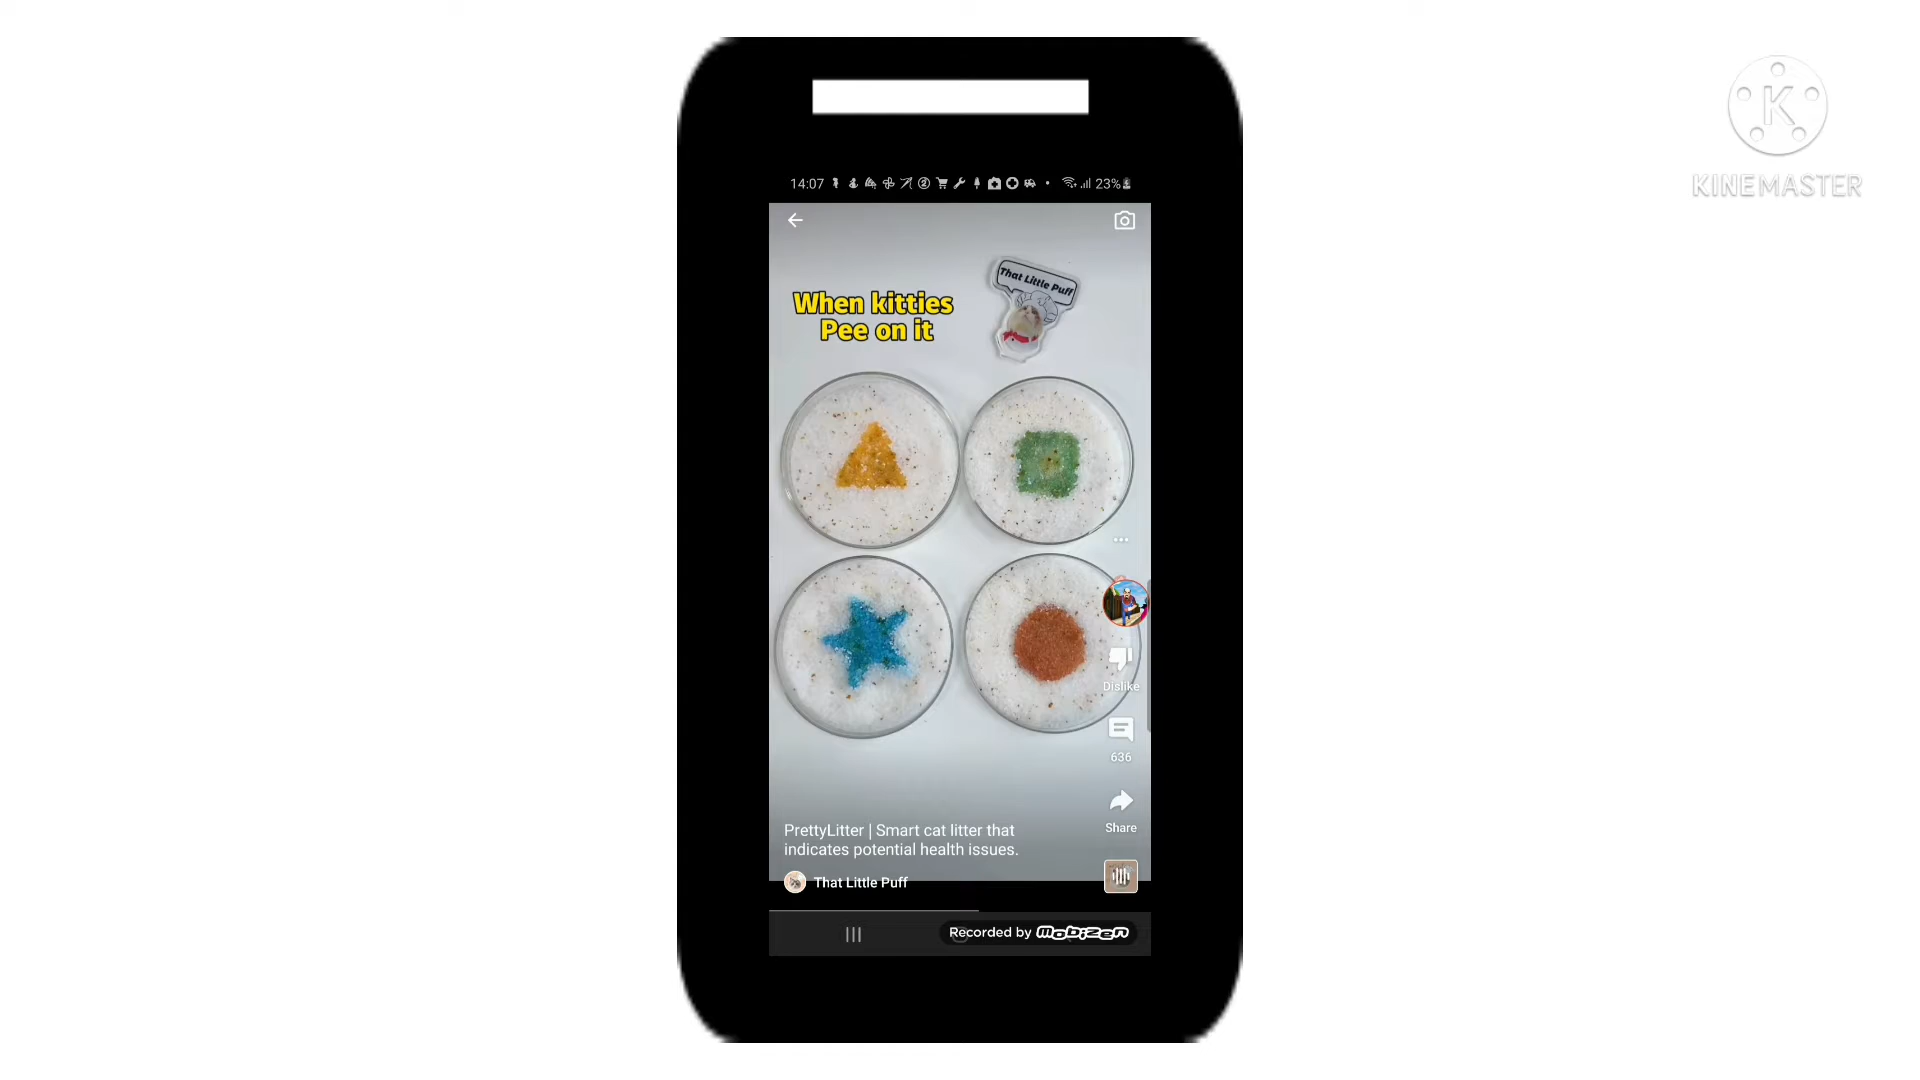 KINEMASTER
14:07
23%
That Little Puff
When kitties
Pee on it
Dislike
636
Share
PrettyLitter | Smart cat litter that
indicates potential health issues.
That Little Puff
Recorded by Mobizen